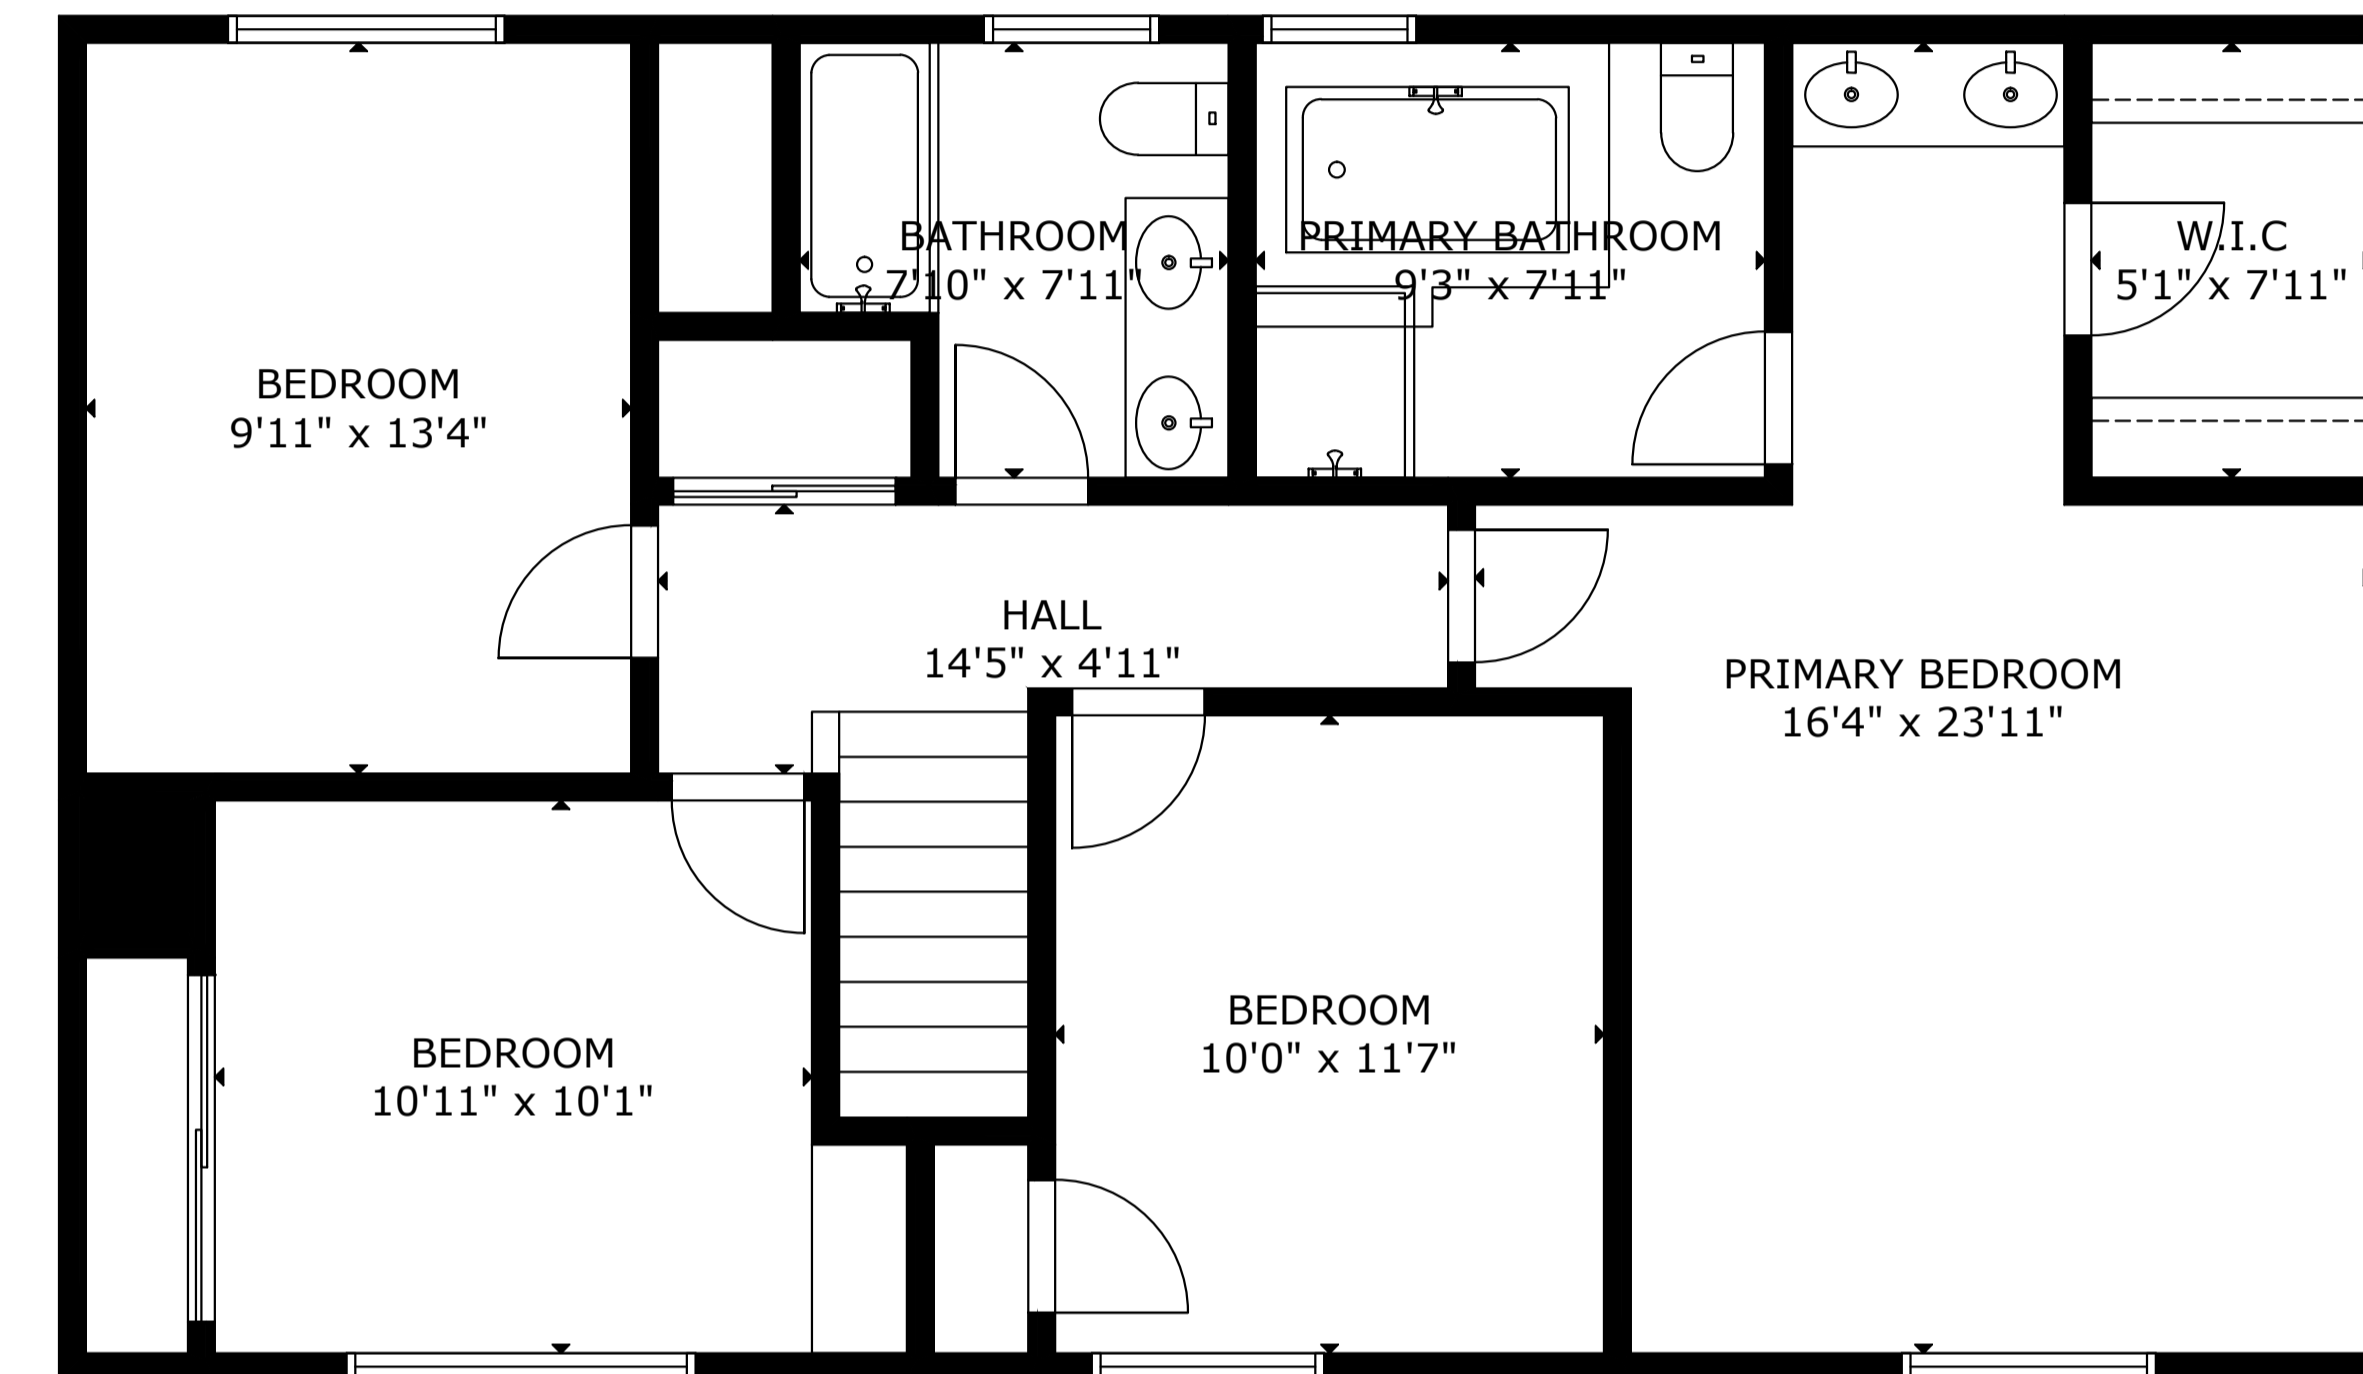 BATHROOM
7'10" x 7'11"
PRIMARY BATHROOM
9'3" x 7'11"
W.I.C
5'1" x 7'11"
BEDROOM
9'11" x 13'4"
HALL
14'5" x 4'11"
PRIMARY BEDROOM
16'4" x 23'11"
BEDROOM
10'11" x 10'1"
BEDROOM
10'0" x 11'7"